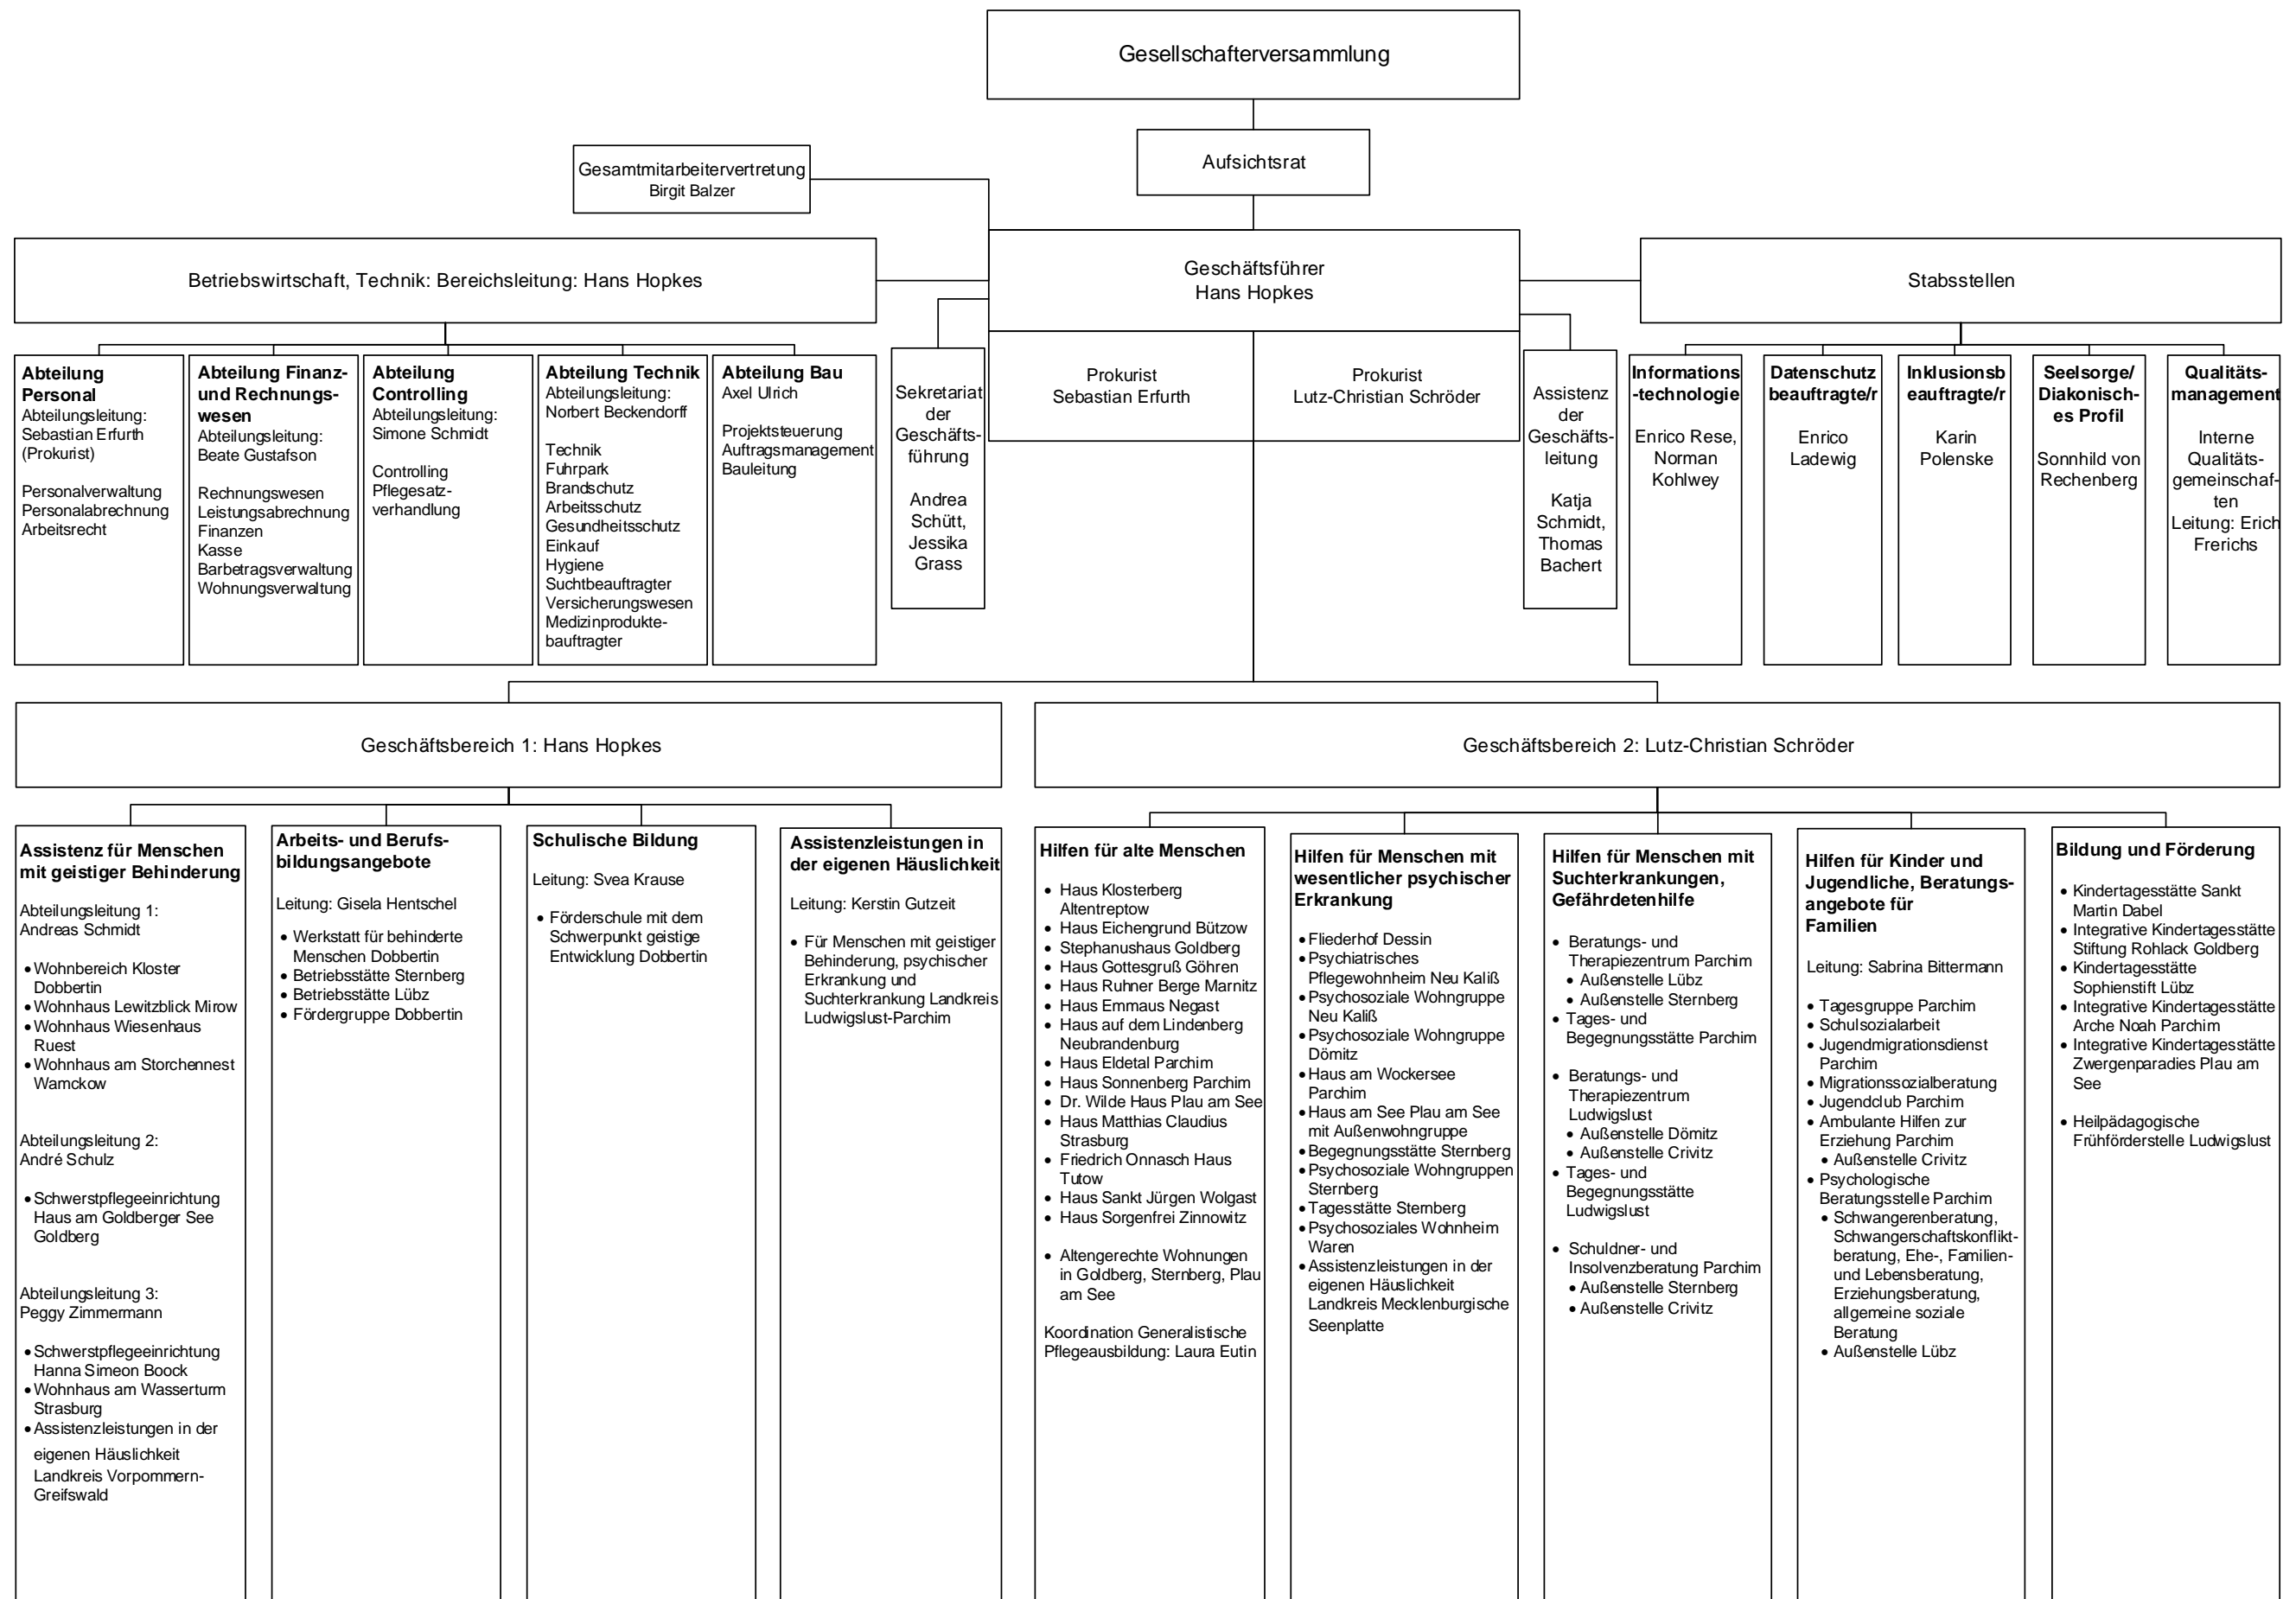 Gesellschafterversammlung
Aufsichtsrat
Gesamtmitarbeitervertretung
Birgit Balzer
Betriebswirtschaft, Technik: Bereichsleitung: Hans Hopkes
Geschäftsführer
Hans Hopkes
Stabsstellen
Abteilung
Personal
Abteilungsleitung:
Sebastian Erfurth
(Prokurist)
Personalverwaltung
Personalabrechnung
Arbeitsrecht
Abteilung Finanz-
und Rechnungs-
wesen
Abteilungsleitung:
Beate Gustafson
Rechnungswesen
Leistungsabrechnung
Finanzen
Kasse
Barbetragsverwaltung
Wohnungsverwaltung
Abteilung
Controlling
Abteilungsleitung:
Simone Schmidt
Controlling
Pflegesatz-
verhandlung
Abteilung Technik
Abteilungsleitung:
Norbert Beckendorff
Technik
Fuhrpark
Brandschutz
Arbeitsschutz
Gesundheitsschutz
Einkauf
Hygiene
Suchtbeauftragter
Versicherungswesen
Medizinprodukte-
bauftragter
Abteilung Bau
Axel Ulrich
Projektsteuerung
Auftragsmanagement
Bauleitung
Sekretariat
der
Geschäfts-
führung
Andrea
Schütt,
Jessika
Grass
Prokurist
Sebastian Erfurth
Prokurist
Lutz-Christian Schröder
Assistenz
der
Geschäfts-
leitung
Katja
Schmidt,
Thomas
Bachert
Informations
-technologie
Enrico Rese,
Norman
Kohlwey
Datenschutz
beauftragte/r
Enrico
Ladewig
Inklusionsb
eauftragte/r
Karin
Polenske
Seelsorge/
Diakonisch-
es Profil
Sonnhild von
Rechenberg
Qualitäts-
management
Interne
Qualitäts-
gemeinschaf-
ten
Leitung: Erich
Frerichs
Geschäftsbereich 1: Hans Hopkes
Geschäftsbereich 2: Lutz-Christian Schröder
Assistenz für Menschen
mit geistiger Behinderung
Abteilungsleitung 1:
Andreas Schmidt
• Wohnbereich Kloster
Dobbertin
• Wohnhaus Lewitzblick Mirow
• Wohnhaus Wiesenhaus
Ruest
• Wohnhaus am Storchennest
Wamckow
Abteilungsleitung 2:
André Schulz
• Schwerstpflegeeinrichtung
Haus am Goldberger See
Goldberg
Abteilungsleitung 3:
Peggy Zimmermann
• Schwerstpflegeeinrichtung
Hanna Simeon Boock
• Wohnhaus am Wasserturm
Strasburg
• Assistenzleistungen in der
eigenen Häuslichkeit
Landkreis Vorpommern-
Greifswald
Arbeits- und Berufs-
bildungsangebote
Leitung: Gisela Hentschel
• Werkstatt für behinderte
Menschen Dobbertin
• Betriebsstätte Sternberg
• Betriebsstätte Lübz
• Fördergruppe Dobbertin
Schulische Bildung
Leitung: Svea Krause
• Förderschule mit dem
Schwerpunkt geistige
Entwicklung Dobbertin
Assistenzleistungen in
der eigenen Häuslichkeit
Leitung: Kerstin Gutzeit
• Für Menschen mit geistiger
Behinderung, psychischer
Erkrankung und
Suchterkrankung Landkreis
Ludwigslust-Parchim
Hilfen für alte Menschen
• Haus Klosterberg
Altentreptow
• Haus Eichengrund Bützow
• Stephanushaus Goldberg
• Haus Gottesgruß Göhren
• Haus Ruhner Berge Marnitz
• Haus Emmaus Negast
• Haus auf dem Lindenberg
Neubrandenburg
• Haus Eldetal Parchim
• Haus Sonnenberg Parchim
• Dr. Wilde Haus Plau am See
• Haus Matthias Claudius
Strasburg
• Friedrich Onnasch Haus
Tutow
• Haus Sankt Jürgen Wolgast
• Haus Sorgenfrei Zinnowitz
• Altengerechte Wohnungen
in Goldberg, Sternberg, Plau
am See
Koordination Generalistische
Pflegeausbildung: Laura Eutin
Hilfen für Menschen mit
wesentlicher psychischer
Erkrankung
• Fliederhof Dessin
• Psychiatrisches
Pflegewohnheim Neu Kaliß
• Psychosoziale Wohngruppe
Neu Kaliß
• Psychosoziale Wohngruppe
Dömitz
• Haus am Wockersee
Parchim
• Haus am See Plau am See
mit Außenwohngruppe
• Begegnungsstätte Sternberg
• Psychosoziale Wohngruppen
Sternberg
• Tagesstätte Sternberg
• Psychosoziales Wohnheim
Waren
• Assistenzleistungen in der
eigenen Häuslichkeit
Landkreis Mecklenburgische
Seenplatte
Hilfen für Menschen mit
Suchterkrankungen,
Gefährdetenhilfe
• Beratungs- und
Therapiezentrum Parchim
• Außenstelle Lübz
• Außenstelle Sternberg
• Tages- und
Begegnungsstätte Parchim
• Beratungs- und
Therapiezentrum
Ludwigslust
• Außenstelle Dömitz
• Außenstelle Crivitz
• Tages- und
Begegnungsstätte
Ludwigslust
• Schuldner- und
Insolvenzberatung Parchim
• Außenstelle Sternberg
• Außenstelle Crivitz
Hilfen für Kinder und
Jugendliche, Beratungs-
angebote für
Familien
Leitung: Sabrina Bittermann
• Tagesgruppe Parchim
• Schulsozialarbeit
• Jugendmigrationsdienst
Parchim
• Migrationssozialberatung
• Jugendclub Parchim
• Ambulante Hilfen zur
Erziehung Parchim
• Außenstelle Crivitz
• Psychologische
Beratungsstelle Parchim
• Schwangerenberatung,
Schwangerschaftskonflikt-
beratung, Ehe-, Familien-
und Lebensberatung,
Erziehungsberatung,
allgemeine soziale
Beratung
• Außenstelle Lübz
Bildung und Förderung
• Kindertagesstätte Sankt
Martin Dabel
• Integrative Kindertagesstätte
Stiftung Rohlack Goldberg
• Kindertagesstätte
Sophienstift Lübz
• Integrative Kindertagesstätte
Arche Noah Parchim
• Integrative Kindertagesstätte
Zwergenparadies Plau am
See
• Heilpädagogische
Frühförderstelle Ludwigslust